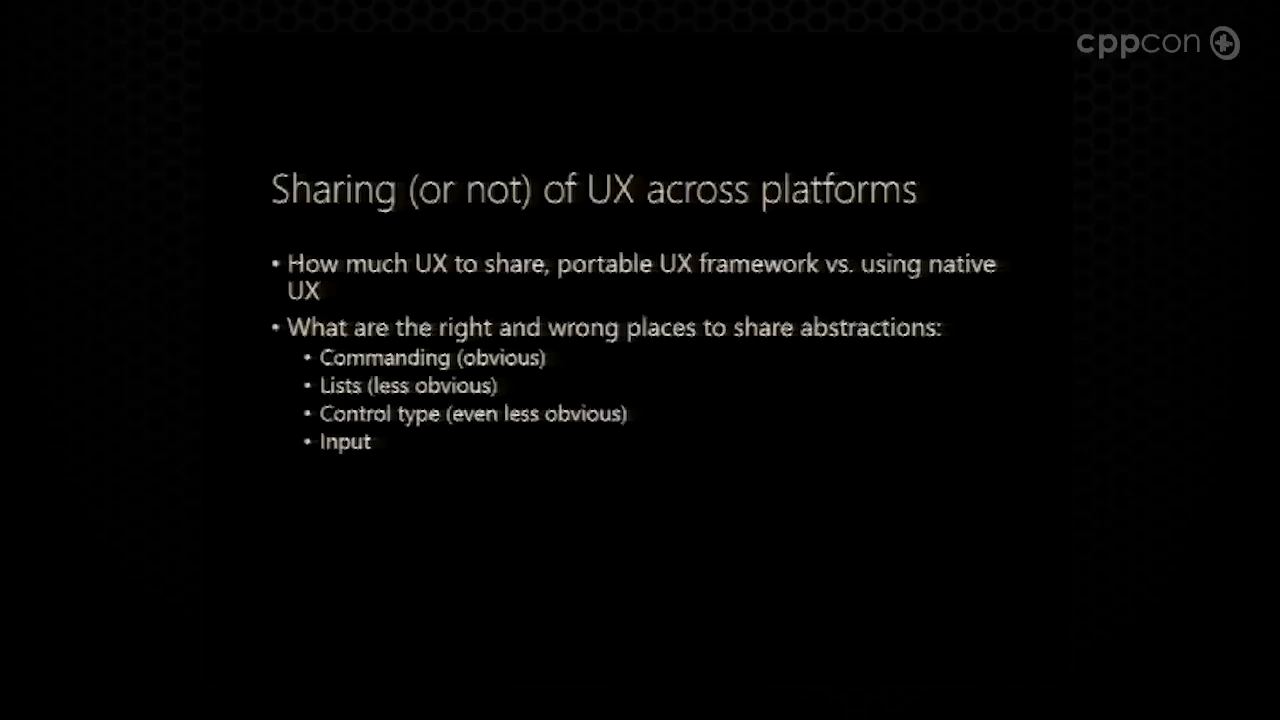 cppcon
Sharing (or not) of UX across platforms
• How much UX to share, portable UX framework vs. using native
UX
• What are the right and wrong places to share abstractions:
• Commanding (obvious)
• Lists (less obvious)
• Control type (even less obvious)
• Input